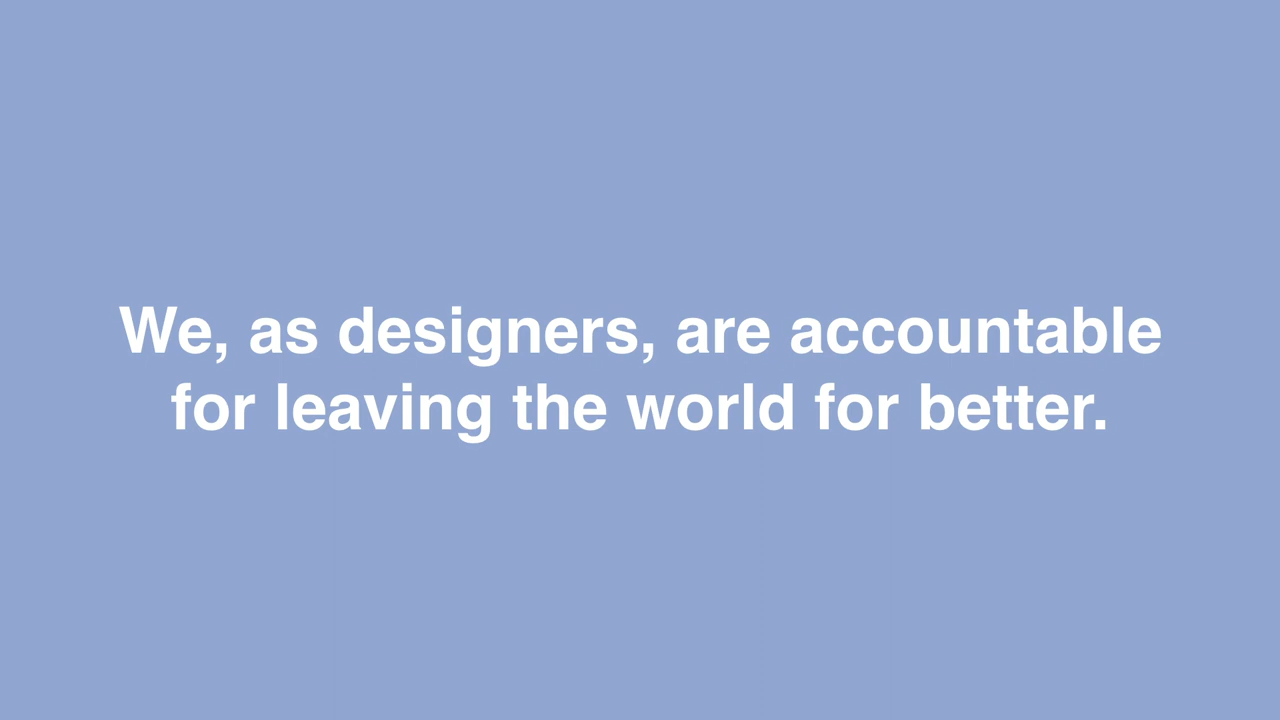 We, as designers, are accountable
for leaving the world for better.